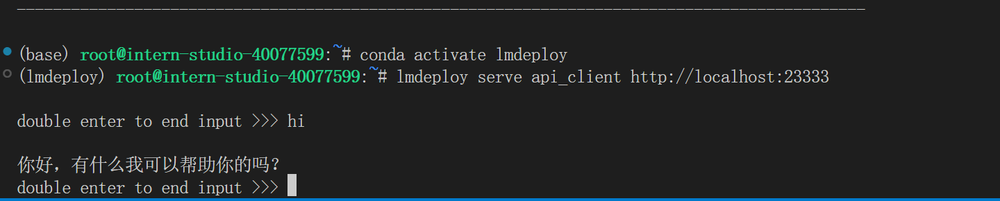 (base) root@intern-studio-40077599:~# conda activate lmdeploy
(lmdeploy) root@intern-studio-40077599:~# lmdeploy serve api_client http://localhost:23333
double enter to end input >>> hi
你好，有什么我可以帮助你的吗？
double enter to end input >>>